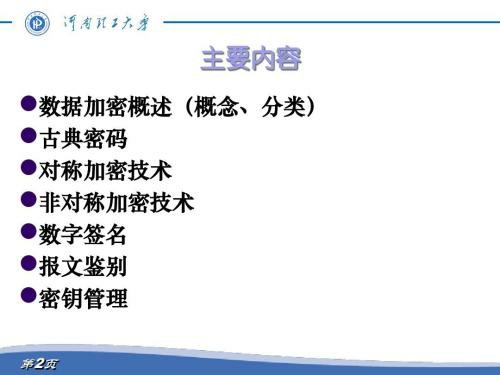 河南理工大学
主要内容
数据加密概述（概念、分类）
古典密码
对称加密技术
非对称加密技术
数字签名
报文鉴别
密钥管理
第2页